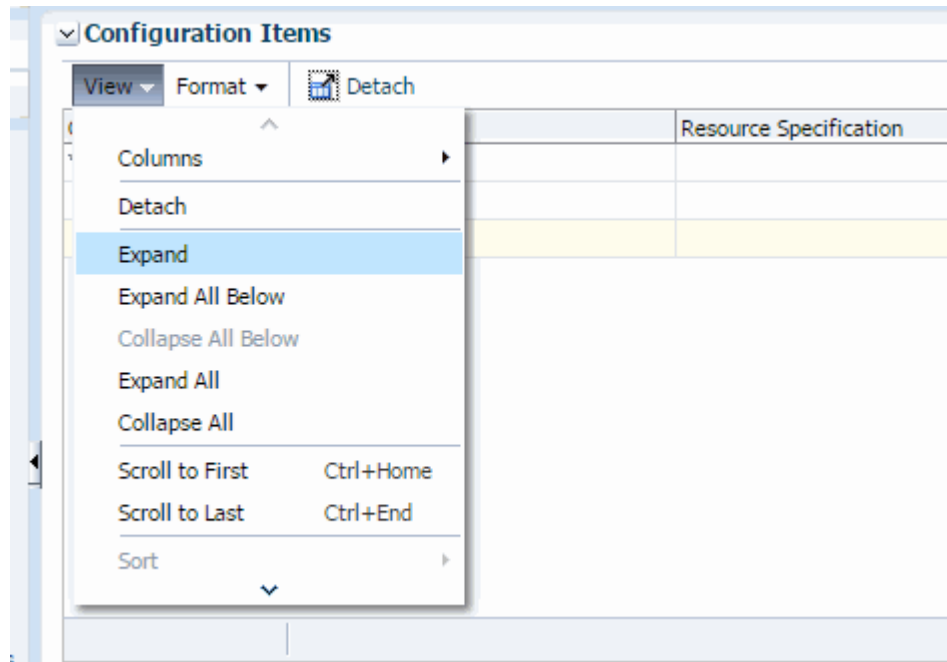 Configuration Items
View Format Detach
Resource Specification
Columns
Detach
Expand
Expand All Below
Collapse All Below
Expand All
Collapse All
Scroll to First Ctrl+Home
Scroll to Last Ctrl+End
Sort